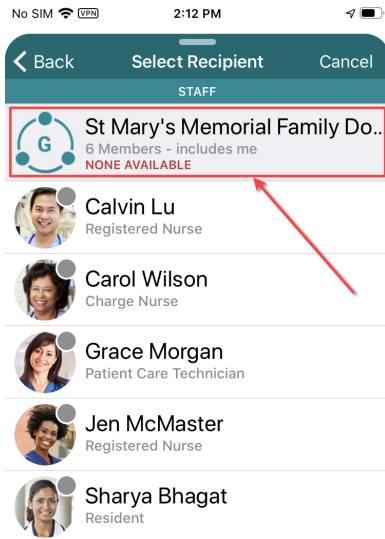 No SIM VPN 2:12 PM
Back Select Recipient Cancel
STAFF
G
St Mary's Memorial Family Do...
6 Members - includes me
NONE AVAILABLE
Calvin Lu
Registered Nurse
Carol Wilson
Charge Nurse
Grace Morgan
Patient Care Technician
Jen McMaster
Registered Nurse
Sharya Bhagat
Resident